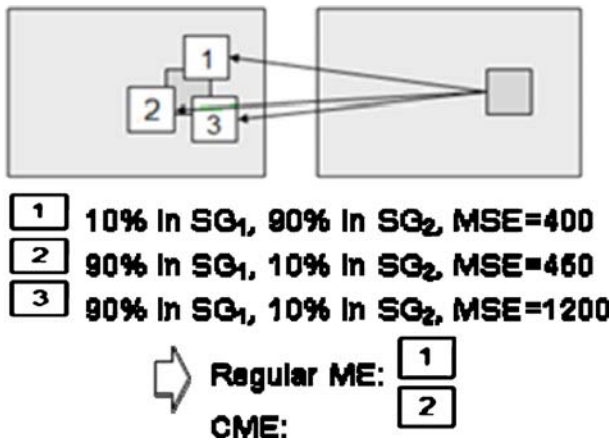 1
2
3
1 10% in SG1, 90% in SG2, MSE=400
2 90% in SG1, 10% in SG2, MSE=450
3 90% in SG1, 10% in SG2, MSE=1200
Regular ME: 1
CME: 2